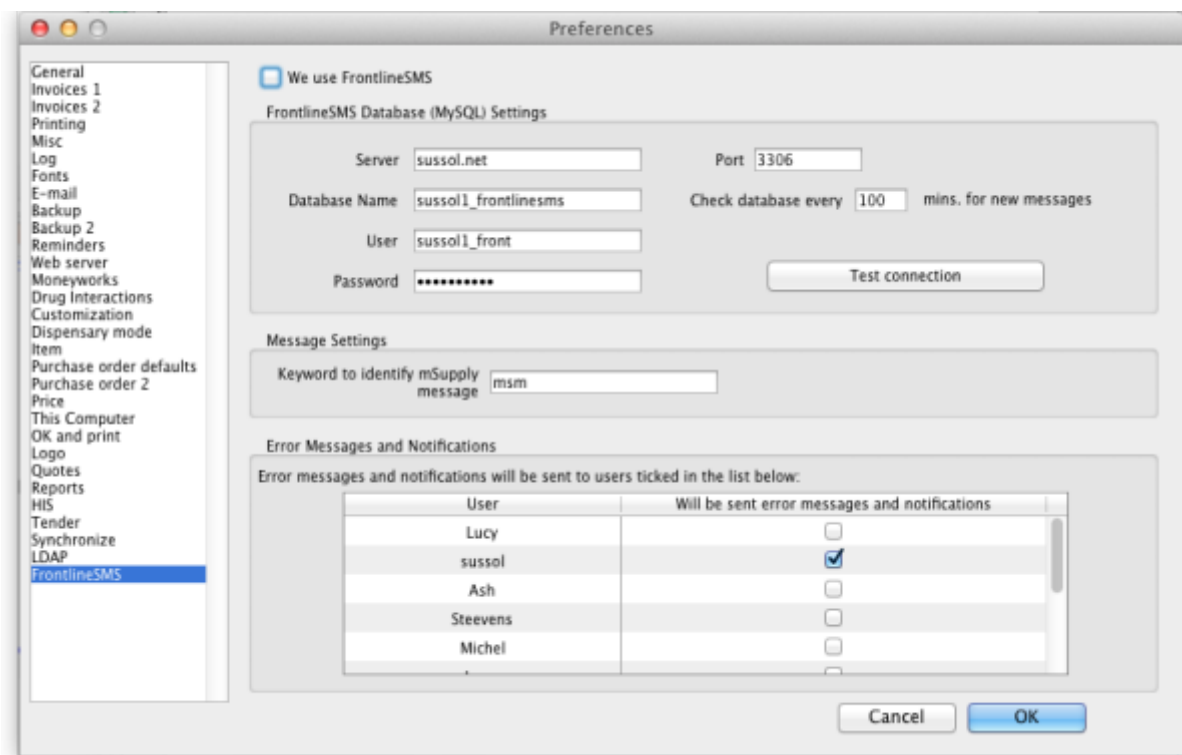 Preferences
General
Invoices 1
Invoices 2
Printing
Misc
Log
Fonts
E-mail
Backup
Backup 2
Reminders
Web server
Moneyworks
Drug Interactions
Customization
Dispensary mode
Item
Purchase order defaults
Purchase order 2
Price
This Computer
OK and print
Logo
Quotes
Reports
HIS
Tender
Synchronize
LDAP
FrontlineSMS
We use FrontlineSMS
FrontlineSMS Database (MySQL) Settings
Server sussol.net Port 3306
Database Name sussol1_frontlinesms Check database every 100 mins. for new messages
User sussol1_front
Password •••••••••• Test connection
Message Settings
Keyword to identify mSupply
message msm
Error Messages and Notifications
Error messages and notifications will be sent to users ticked in the list below:
User Will be sent error messages and notifications
Lucy
sussol
Ash
Steevens
Michel
Cancel OK